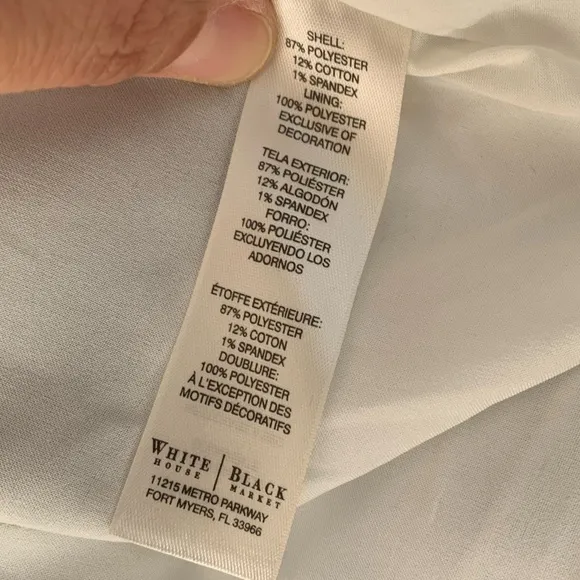 SHELL:
87% POLYESTER
12% COTTON
1% SPANDEX
LINING:
100% POLYESTER
EXCLUSIVE OF
DECORATION
TELA EXTERIOR:
87% POLIÉSTER
12% ALGODÓN
1% SPANDEX
FORRO:
100% POLIÉSTER
EXCLUYENDO LOS
ADORNOS
ÉTOFFE EXTÉRIEURE:
87% POLYESTER
12% COTON
1% SPANDEX
DOUBLURE:
100% POLYESTER
À L'EXCEPTION DES
MOTIFS DÉCORATIFS
WHITE | BLACK
HOUSE | MARKET
11215 METRO PARKWAY
FORT MYERS, FL 33966